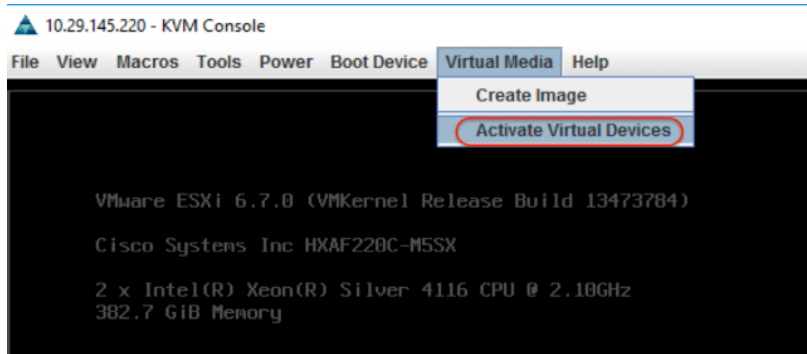 10.29.145.220 - KVM Console
File View Macros Tools Power Boot Device Virtual Media Help
Create Image
Activate Virtual Devices
VMware ESXi 6.7.0 (VMKernel Release Build 13473784)
Cisco Systems Inc HXAF220C-M5SX
2 x Intel(R) Xeon(R) Silver 4116 CPU @ 2.10GHz
382.7 GiB Memory